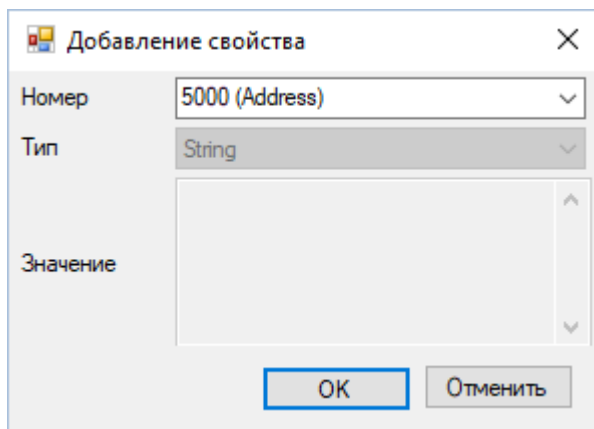 Добавление свойства
Номер 5000 (Address)
Тип String
Значение
OK Отменить